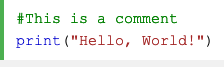 #This is a comment
print("Hello, World!")